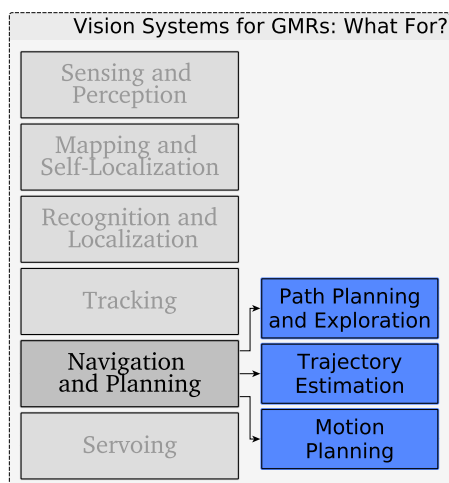 Vision Systems for GMRs: What For?
Sensing and
Perception
Mapping and
Self-Localization
Recognition and
Localization
Tracking
Path Planning
and Exploration
Navigation
and Planning
Trajectory
Estimation
Motion
Planning
Servoing